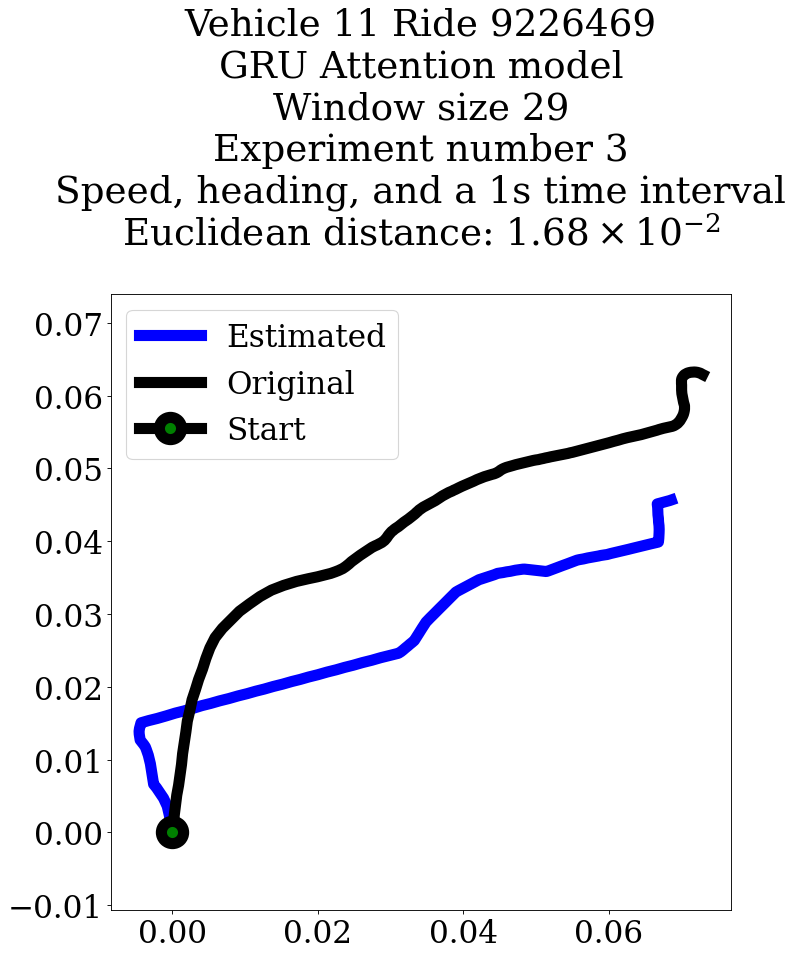 Vehicle 11 Ride 9226469
GRU Attention model
Window size 29
Experiment number 3
Speed, heading, and a 1s time interval
Euclidean distance: 1.68 × 10⁻²
Estimated
Original
Start
0.07
0.06
0.05
0.04
0.03
0.02
0.01
0.00
−0.01
0.00 0.02 0.04 0.06